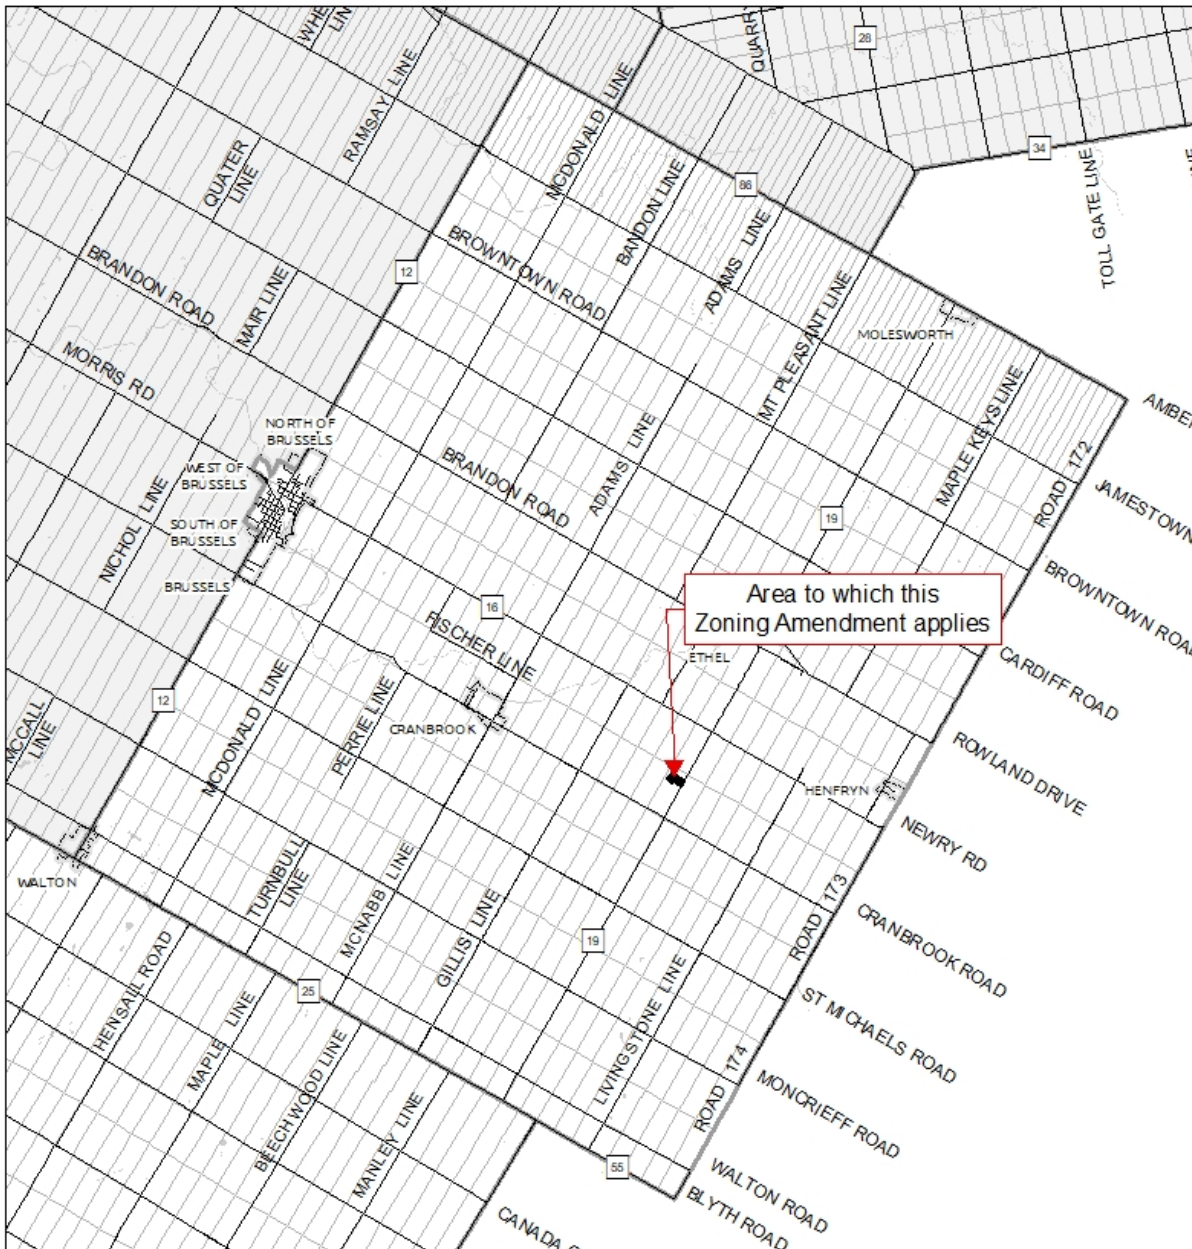 WHE
LIN
RAMSAY LINE
QUARR
28
MCDONALD LINE
34
TOLL GATE LINE
QUATER
LINE
BANDON LINE
86
ADAMS LINE
BRANDON ROAD
12
BROWNTOWN ROAD
MAIR LINE
MT PLEASANT LINE
MOLESWORTH
MORRIS RD
MAPLE KEYS LINE
AMBE
NORTH OF
BRUSSELS
WEST OF
BRUSSELS
ADAMS LINE
BRANDON ROAD
ROAD 172
JAMESTOWN
NICHOL LINE
SOUTH OF
BRUSSELS
19
BRUSSELS
BROWNTOWN ROA
Area to which this
Zoning Amendment applies
16
FISCHER LINE
ETHEL
CARDIFF ROAD
12
MCCALL
LINE
MCDONALD LINE
PERRIE LINE
CRANBROOK
ROWLAND DRIVE
HENFRYN
NEWRY RD
WALTON
TURNBULL
LINE
MCNABB LINE
GILLIS LINE
19
ROAD 173
CRANBROOK ROAD
HENSALL ROAD
25
LIVINGSTONE LINE
ST MICHAELS ROAD
MAPLE LINE
BEECHWOOD LINE
MANLEY LINE
ROAD 174
MONCRIEFF ROAD
55
WALTON ROAD
BLYTH ROAD
CANADA